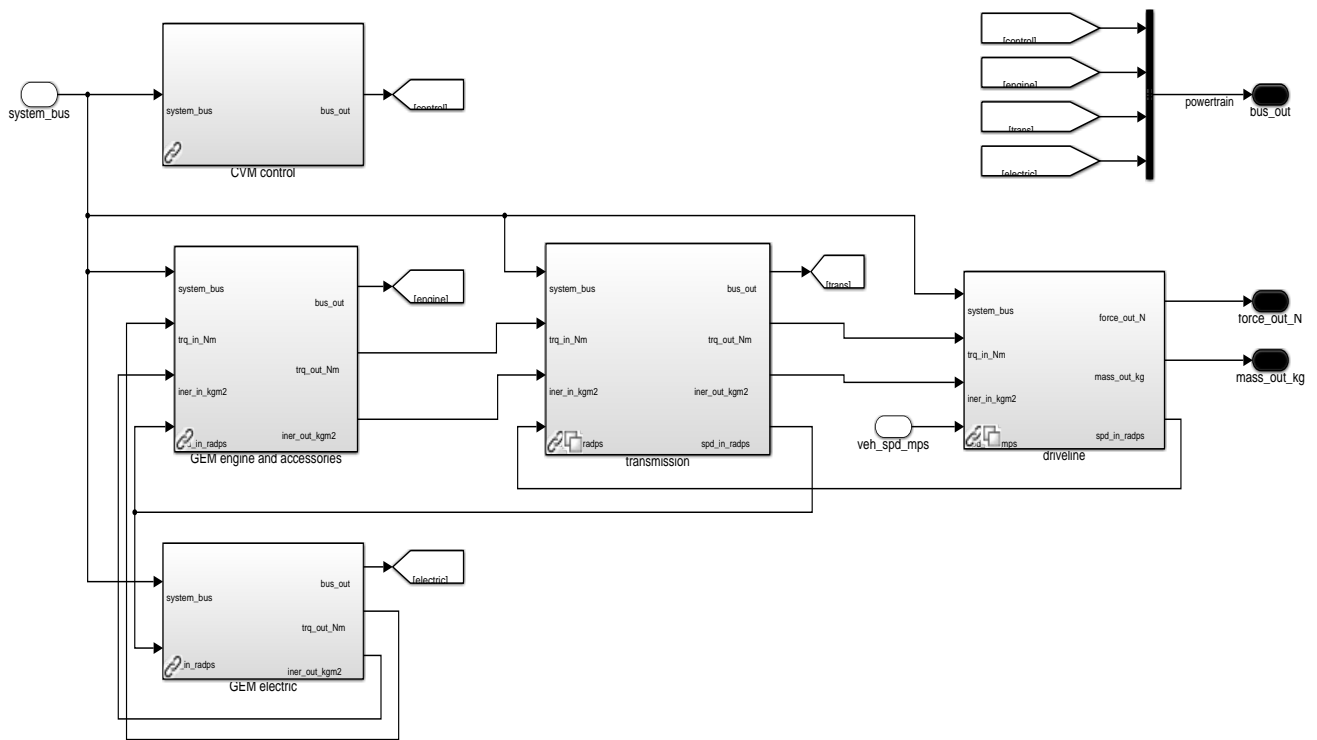 system_bus
system_bus
bus_out
CVM control
[control]
[control]
[engine]
[trans]
[electric]
powertrain
bus_out
system_bus
bus_out
trq_in_Nm
trq_out_Nm
iner_in_kgm2
iner_out_kgm2
_in_radps
GEM engine and accessories
[engine]
system_bus
bus_out
trq_in_Nm
trq_out_Nm
iner_in_kgm2
iner_out_kgm2
radps
spd_in_radps
transmission
[trans]
veh_spd_mps
system_bus
force_out_N
trq_in_Nm
mass_out_kg
iner_in_kgm2
mps
spd_in_radps
driveline
force_out_N
mass_out_kg
system_bus
bus_out
trq_out_Nm
_in_radps
iner_out_kgm2
GEM electric
[electric]